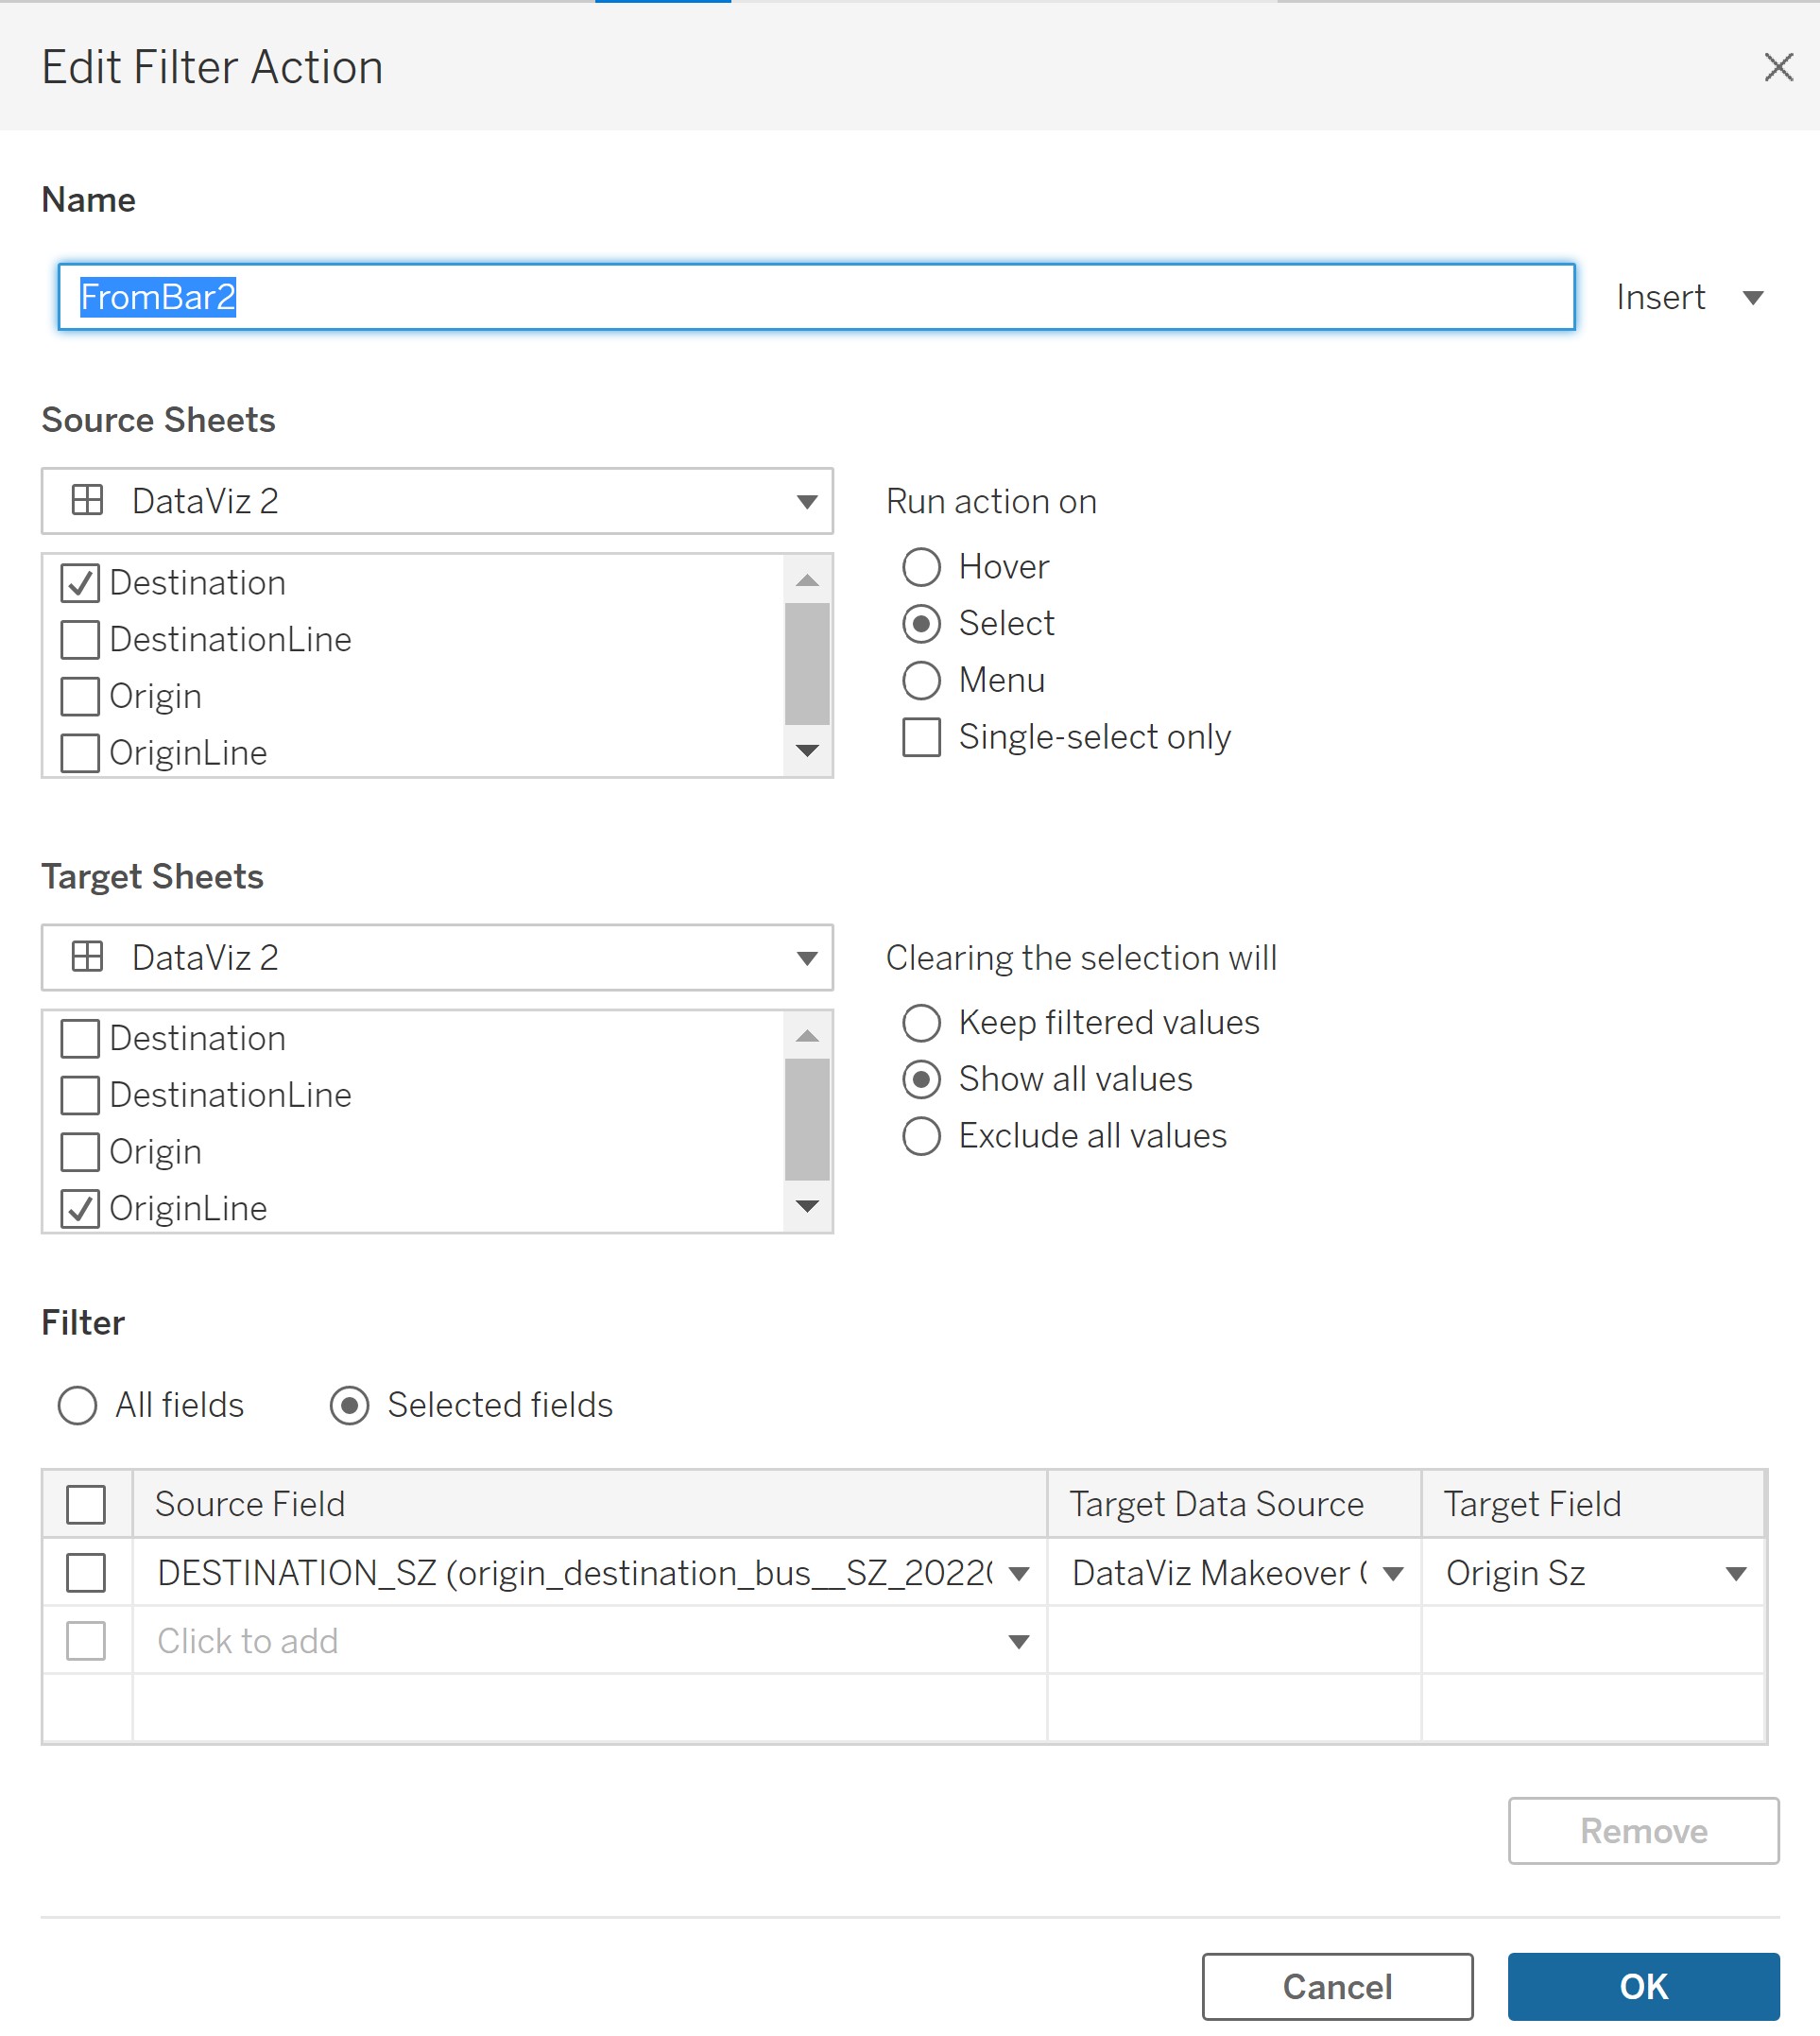 Edit Filter Action
Name
FromBar2
Insert
Source Sheets
DataViz 2
Run action on
Destination
DestinationLine
Origin
OriginLine
Hover
Select
Menu
Single-select only
Target Sheets
DataViz 2
Clearing the selection will
Destination
DestinationLine
Origin
OriginLine
Keep filtered values
Show all values
Exclude all values
Filter
All fields Selected fields
Source Field Target Data Source Target Field
DESTINATION_SZ (origin_destination_bus__SZ_2022( DataViz Makeover ( Origin Sz
Click to add
Remove
Cancel OK